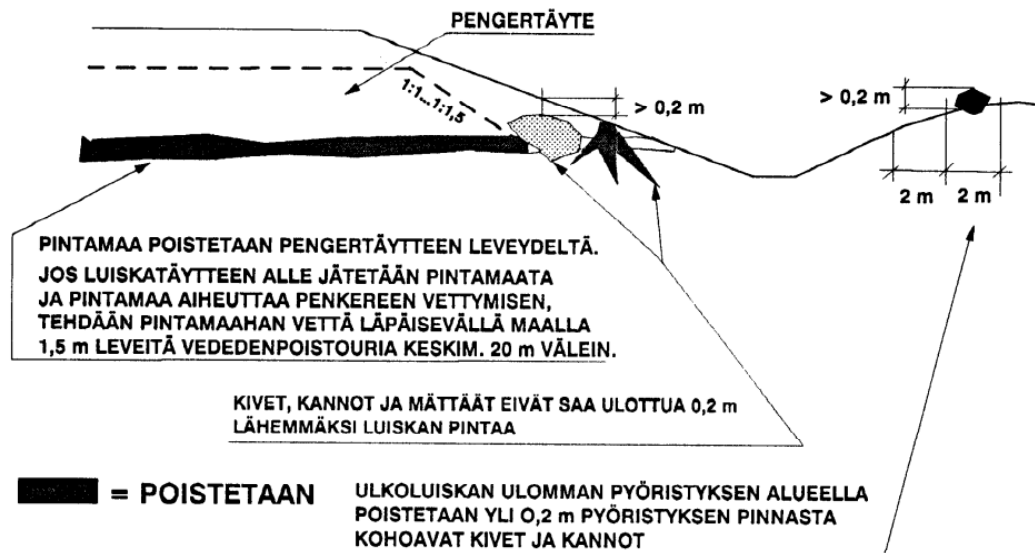 PENGERTÄYTE
1:1...1:1,5
> 0,2 m
> 0,2 m
2 m
2 m
PINTAMAA POISTETAAN PENGERTÄYTTEEN LEVEYDELTÄ.
JOS LUISKATÄYTTEEN ALLE JÄTETÄÄN PINTAMAATA
JA PINTAMAA AIHEUTTAA PENKEREEN VETTYMISEN,
TEHDÄÄN PINTAMAAHAN VETTÄ LÄPÄISEVÄLLÄ MAALLA
1,5 m LEVEITÄ VEDEDENPOISTOURIA KESKIM. 20 m VÄLEIN.
KIVET, KANNOT JA MÄTTÄÄT EIVÄT SAA ULOTTUA 0,2 m
LÄHEMMÄKSI LUISKAN PINTAA
= POISTETAAN
ULKOLUISKAN ULOMMAN PYÖRISTYKSEN ALUEELLA
POISTETAAN YLI 0,2 m PYÖRISTYKSEN PINNASTA
KOHOAVAT KIVET JA KANNOT